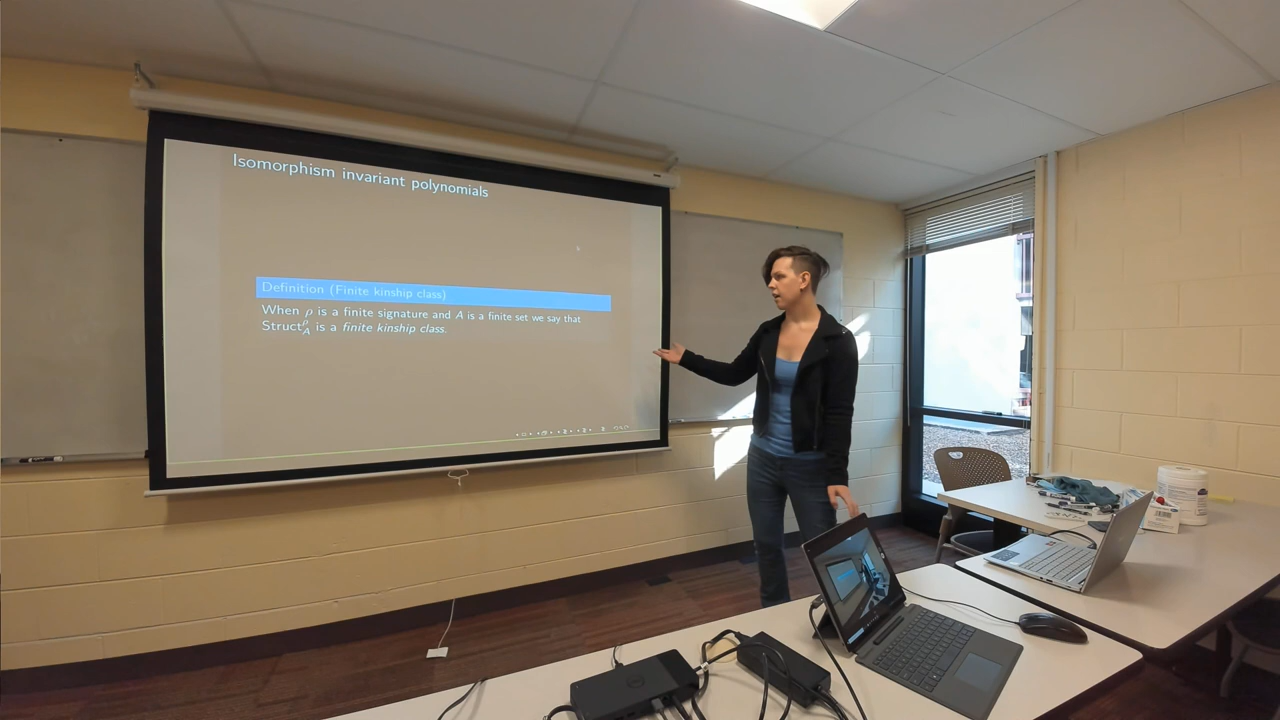 Isomorphism invariant polynomials
Definition (Finite kinship class)
When ρ is a finite signature and A is a finite set we say that
Struct^ρ_A is a finite kinship class.